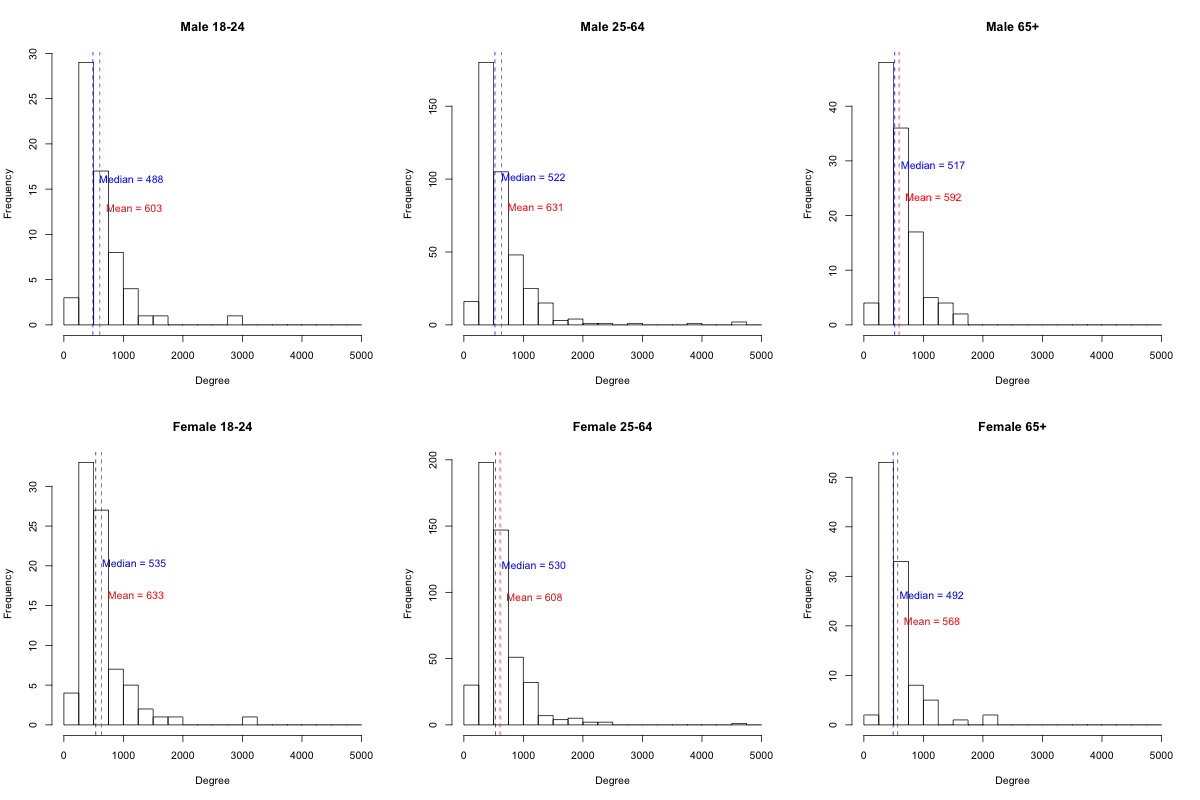 Male 18-24
Frequency
30
25
20
15
10
5
0
Median = 488
Mean = 603
0 1000 2000 3000 4000 5000
Degree
Male 25-64
Frequency
150
100
50
0
Median = 522
Mean = 631
0 1000 2000 3000 4000 5000
Degree
Male 65+
Frequency
40
30
20
10
0
Median = 517
Mean = 592
0 1000 2000 3000 4000 5000
Degree
Female 18-24
Frequency
30
25
20
15
10
5
0
Median = 535
Mean = 633
0 1000 2000 3000 4000 5000
Degree
Female 25-64
Frequency
200
150
100
50
0
Median = 530
Mean = 608
0 1000 2000 3000 4000 5000
Degree
Female 65+
Frequency
50
40
30
20
10
0
Median = 492
Mean = 568
0 1000 2000 3000 4000 5000
Degree